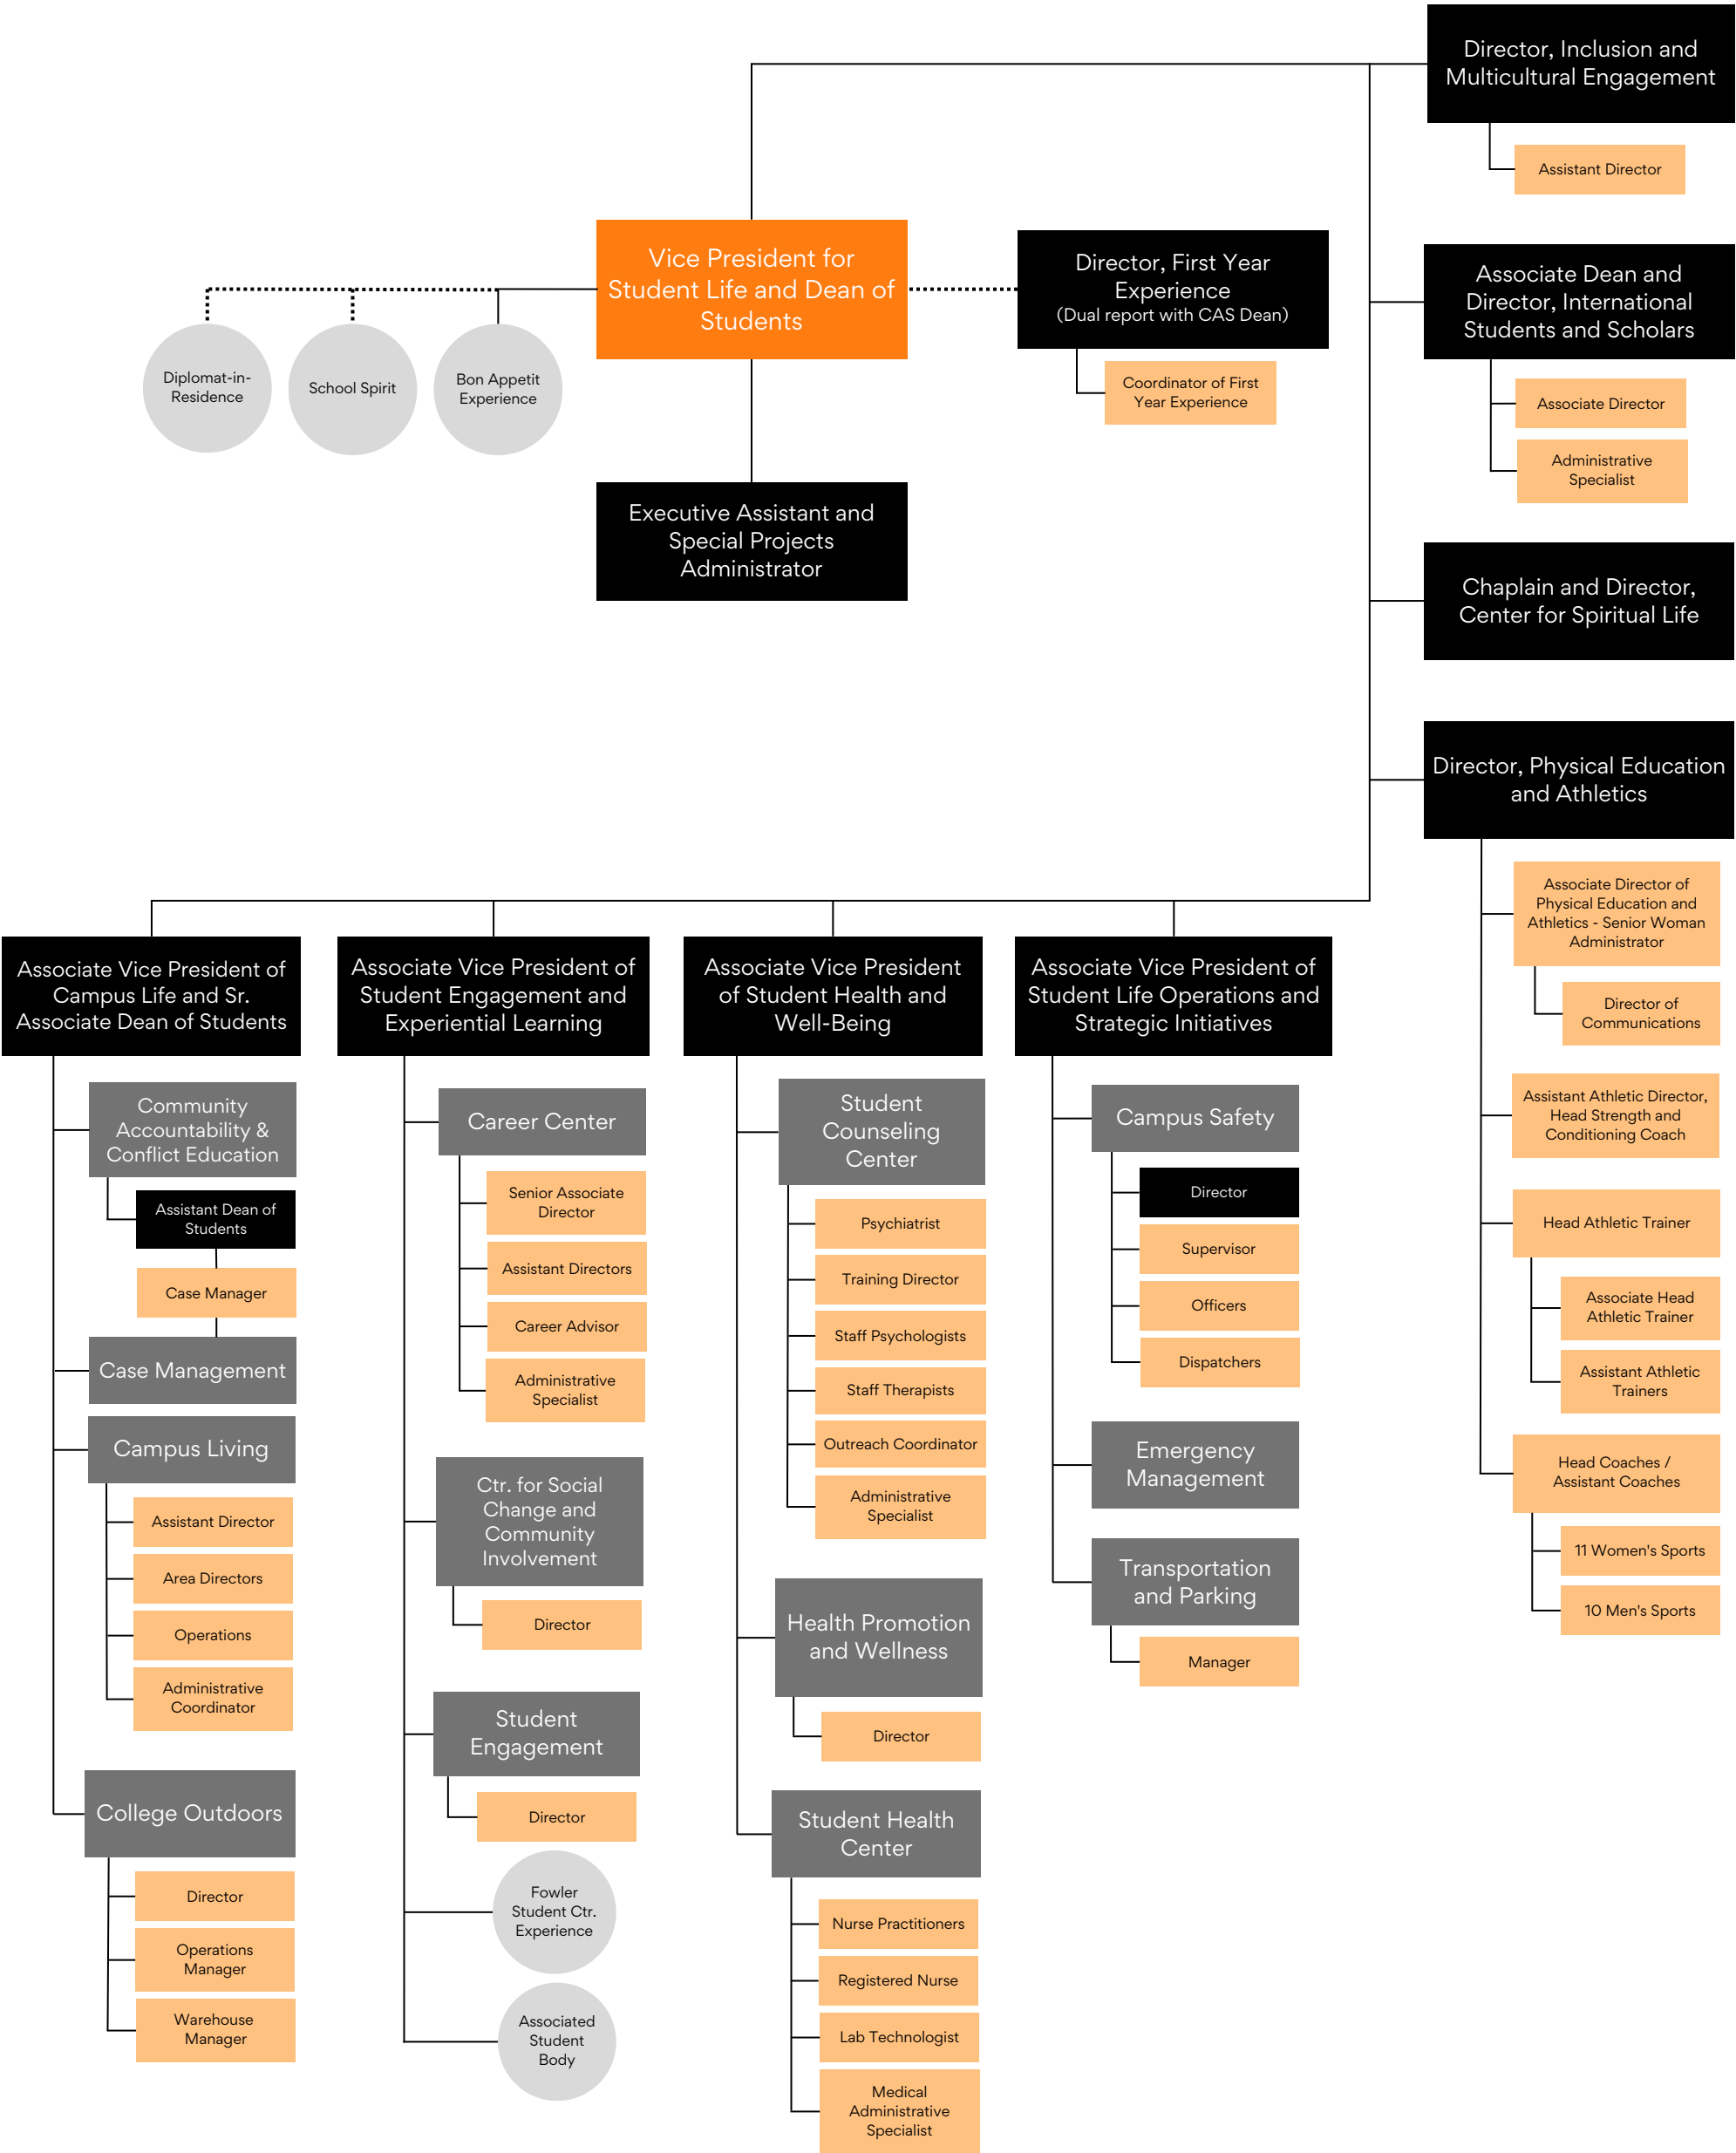 Director, Inclusion and
Multicultural Engagement
Assistant Director
Vice President for
Student Life and Dean of
Students
Director, First Year
Experience
(Dual report with CAS Dean)
Coordinator of First
Year Experience
Associate Dean and
Director, International
Students and Scholars
Associate Director
Administrative
Specialist
Diplomat-in-
Residence
School Spirit
Bon Appetit
Experience
Executive Assistant and
Special Projects
Administrator
Chaplain and Director,
Center for Spiritual Life
Director, Physical Education
and Athletics
Associate Director of
Physical Education and
Athletics - Senior Woman
Administrator
Director of
Communications
Assistant Athletic Director,
Head Strength and
Conditioning Coach
Head Athletic Trainer
Associate Head
Athletic Trainer
Assistant Athletic
Trainers
Head Coaches /
Assistant Coaches
11 Women's Sports
10 Men's Sports
Associate Vice President of
Campus Life and Sr.
Associate Dean of Students
Community
Accountability &
Conflict Education
Assistant Dean of
Students
Case Manager
Case Management
Campus Living
Assistant Director
Area Directors
Operations
Administrative
Coordinator
College Outdoors
Director
Operations
Manager
Warehouse
Manager
Associate Vice President of
Student Engagement and
Experiential Learning
Career Center
Senior Associate
Director
Assistant Directors
Career Advisor
Administrative
Specialist
Ctr. for Social
Change and
Community
Involvement
Director
Student
Engagement
Director
Fowler
Student Ctr.
Experience
Associated
Student
Body
Associate Vice President
of Student Health and
Well-Being
Student
Counseling
Center
Psychiatrist
Training Director
Staff Psychologists
Staff Therapists
Outreach Coordinator
Administrative
Specialist
Health Promotion
and Wellness
Director
Student Health
Center
Nurse Practitioners
Registered Nurse
Lab Technologist
Medical
Administrative
Specialist
Associate Vice President of
Student Life Operations and
Strategic Initiatives
Campus Safety
Director
Supervisor
Officers
Dispatchers
Emergency
Management
Transportation
and Parking
Manager